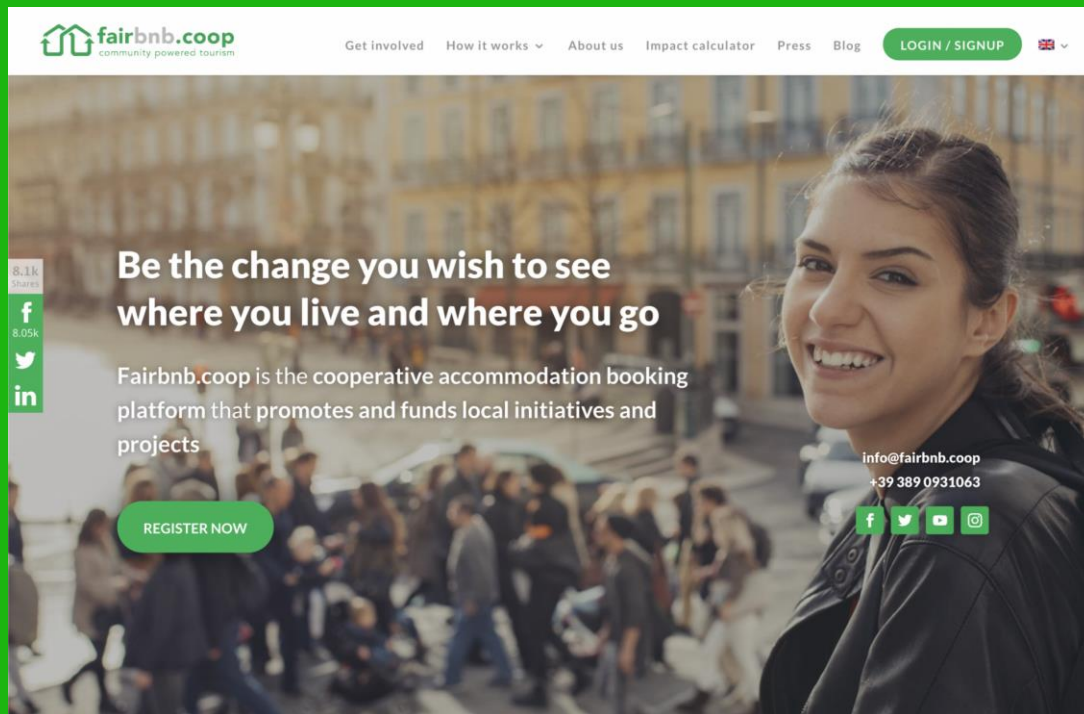 fairbnb.coop
community powered tourism
Get involved How it works About us Impact calculator Press Blog LOGIN / SIGNUP
Be the change you wish to see
where you live and where you go
8.1k
Shares
f
8.05k
in
Fairbnb.coop is the cooperative accommodation booking
platform that promotes and funds local initiatives and
projects
info@fairbnb.coop
+39 389 0931063
f
REGISTER NOW